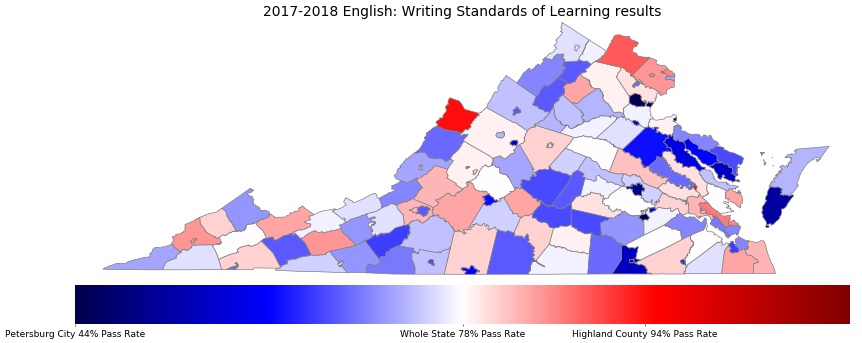 2017-2018 English: Writing Standards of Learning results
Petersburg City 44% Pass Rate Whole State 78% Pass Rate Highland County 94% Pass Rate